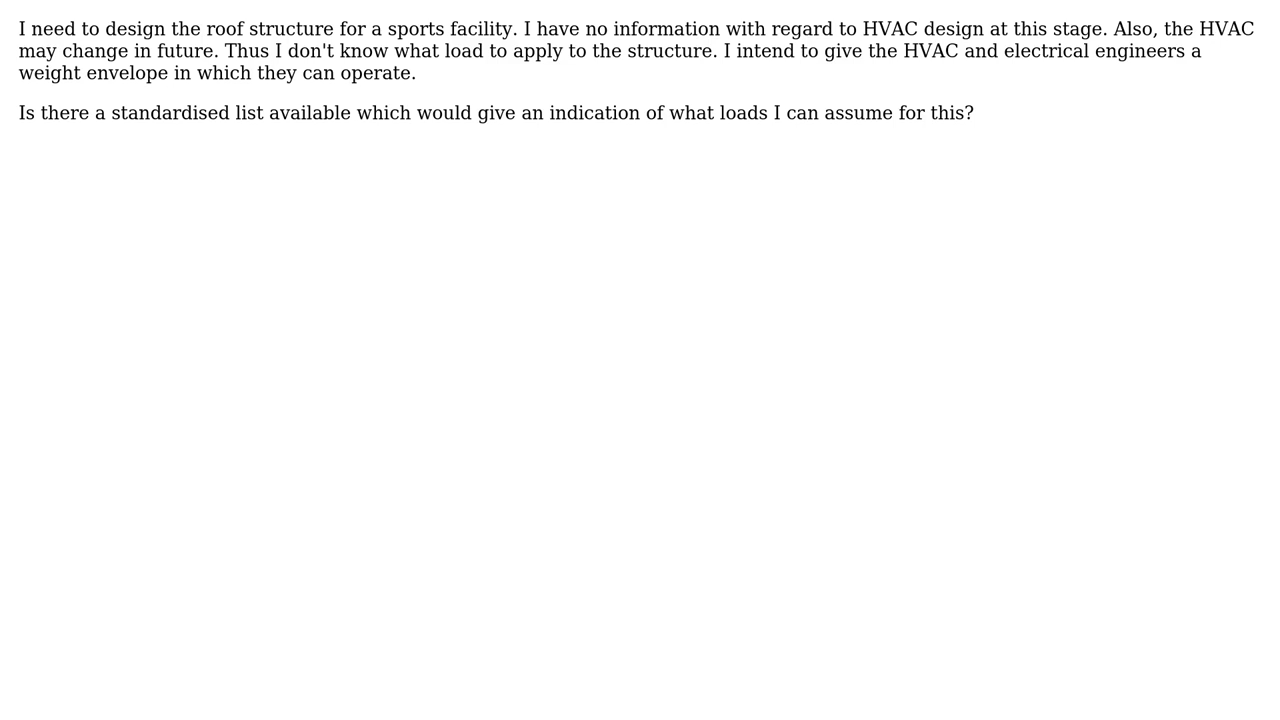 I need to design the roof structure for a sports facility. I have no information with regard to HVAC design at this stage. Also, the HVAC
may change in future. Thus I don't know what load to apply to the structure. I intend to give the HVAC and electrical engineers a
weight envelope in which they can operate.
Is there a standardised list available which would give an indication of what loads I can assume for this?